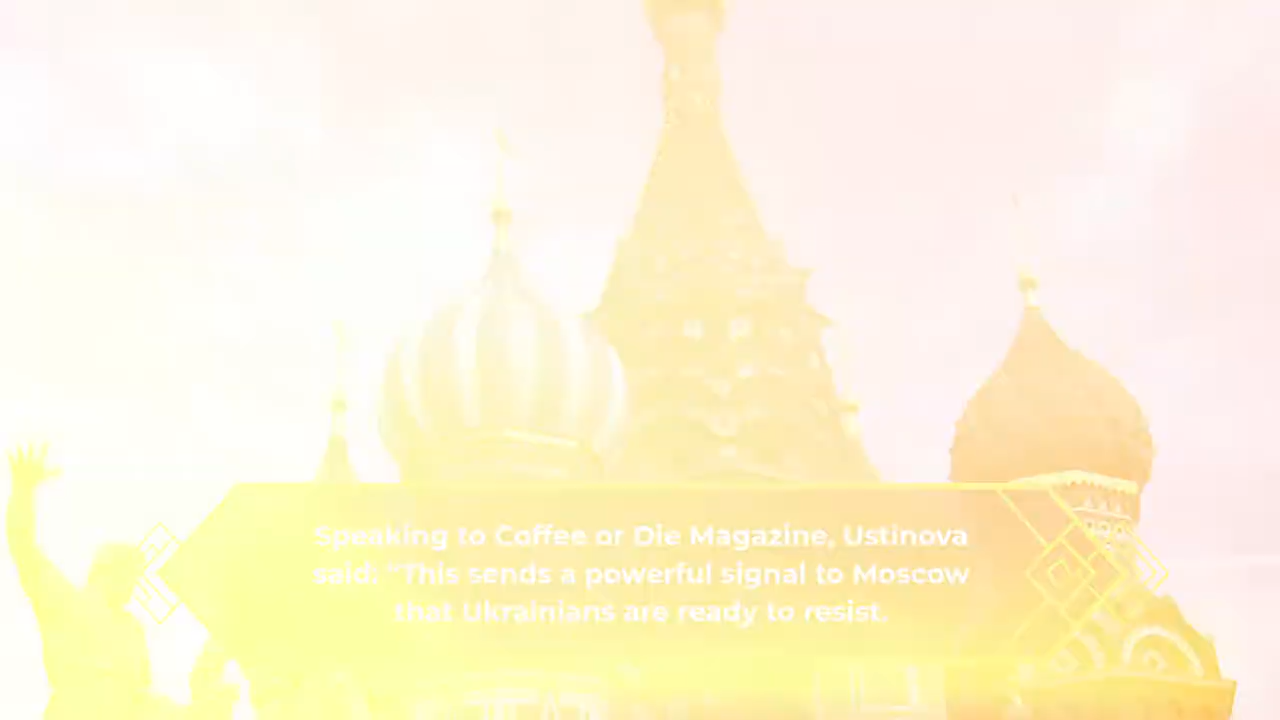 Speaking to Coffee or Die Magazine, Ustinova
said: “This sends a powerful signal to Moscow
that Ukrainians are ready to resist.